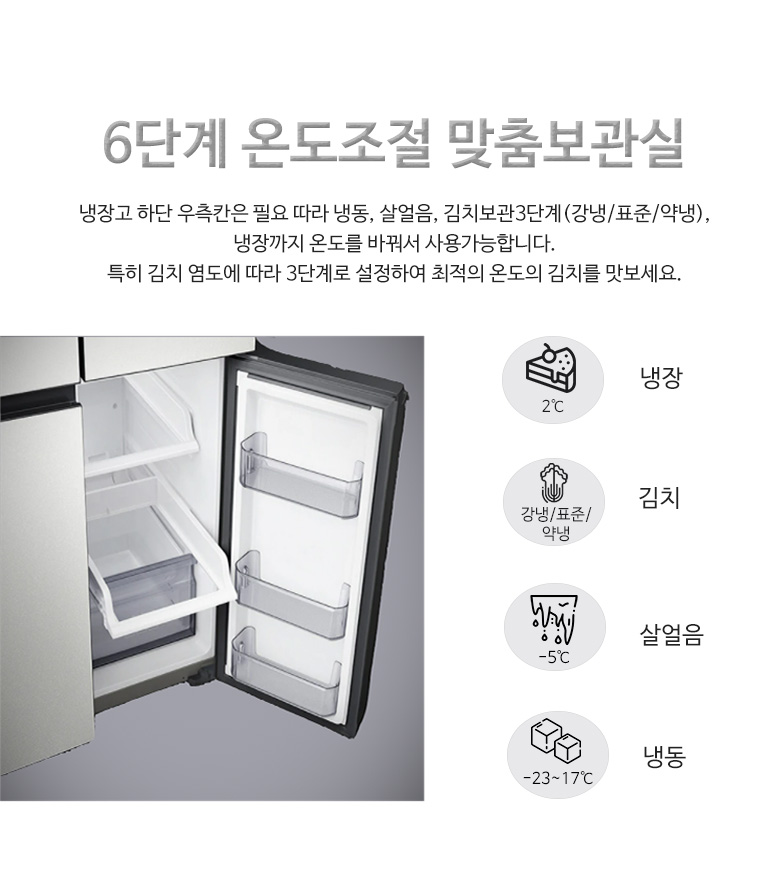 6단계 온도조절 맞춤보관실
냉장고 하단 우측칸은 필요 따라 냉동, 살얼음, 김치보관3단계(강냉/표준/약냉),
냉장까지 온도를 바꿔서 사용가능합니다.
특히 김치 염도에 따라 3단계로 설정하여 최적의 온도의 김치를 맛보세요.
2℃
냉장
강냉/표준/
약냉
김치
-5℃
살얼음
-23~17℃
냉동